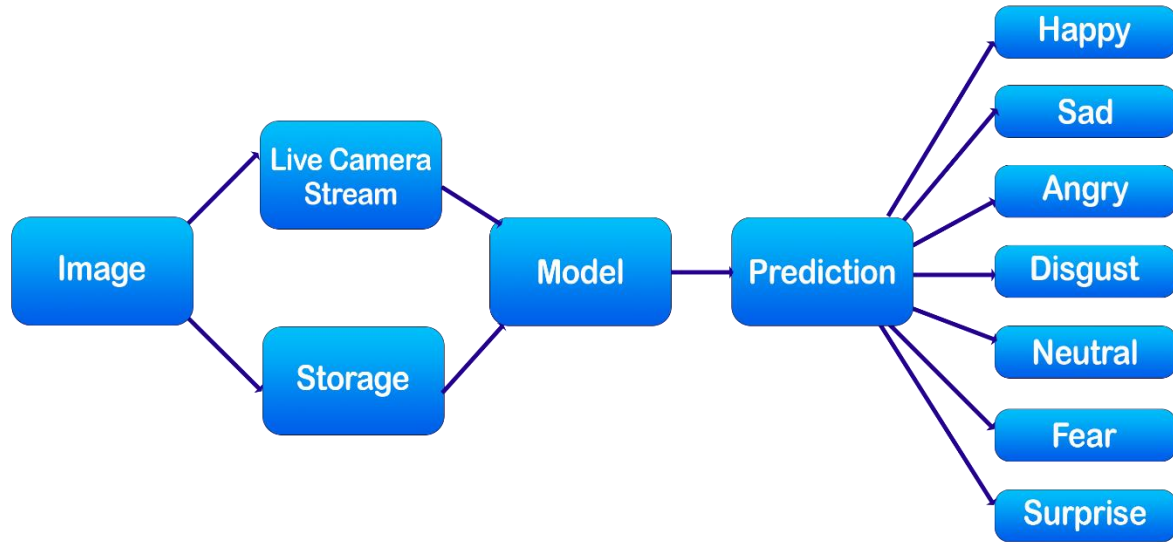 Image
Live Camera
Stream
Storage
Model
Prediction
Happy
Sad
Angry
Disgust
Neutral
Fear
Surprise